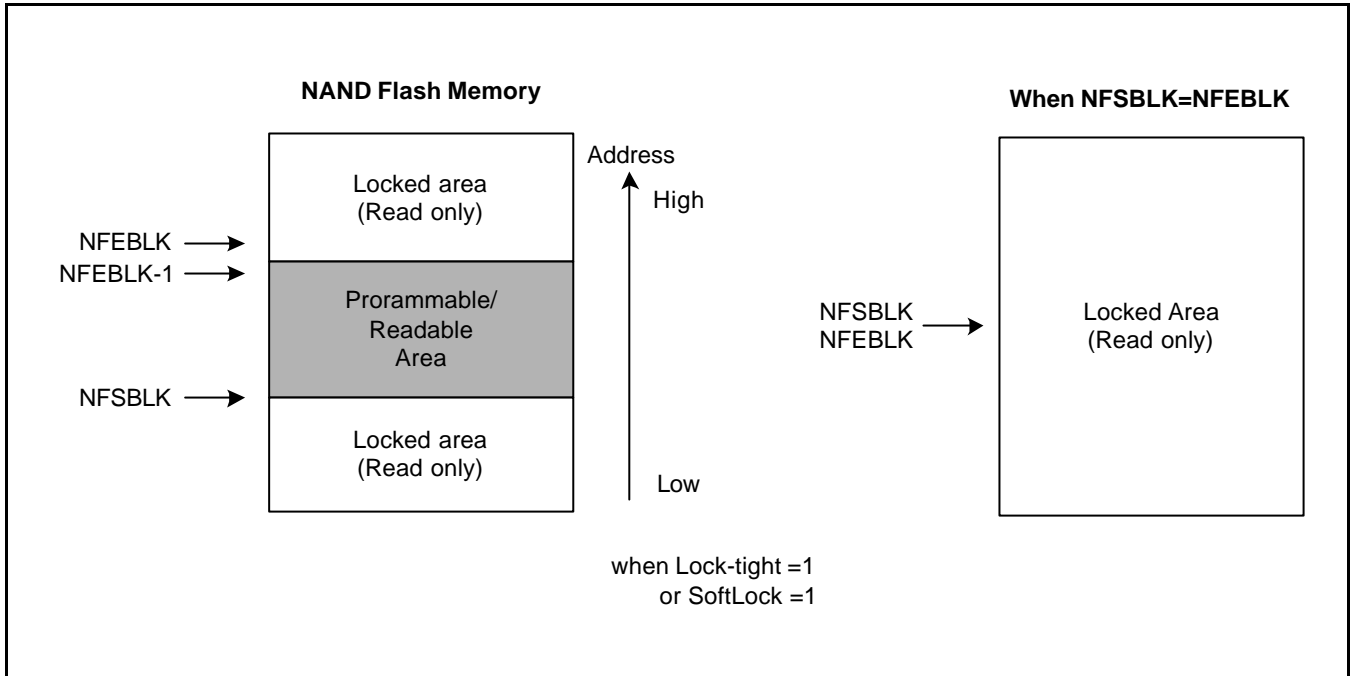 NAND Flash Memory
Locked area
(Read only)
NFEBLK
NFEBLK-1
Prorammable/
Readable
Area
NFSBLK
Locked area
(Read only)
Address
High
Low
when Lock-tight =1
or SoftLock =1
When NFSBLK=NFEBLK
NFSBLK
NFEBLK
Locked Area
(Read only)